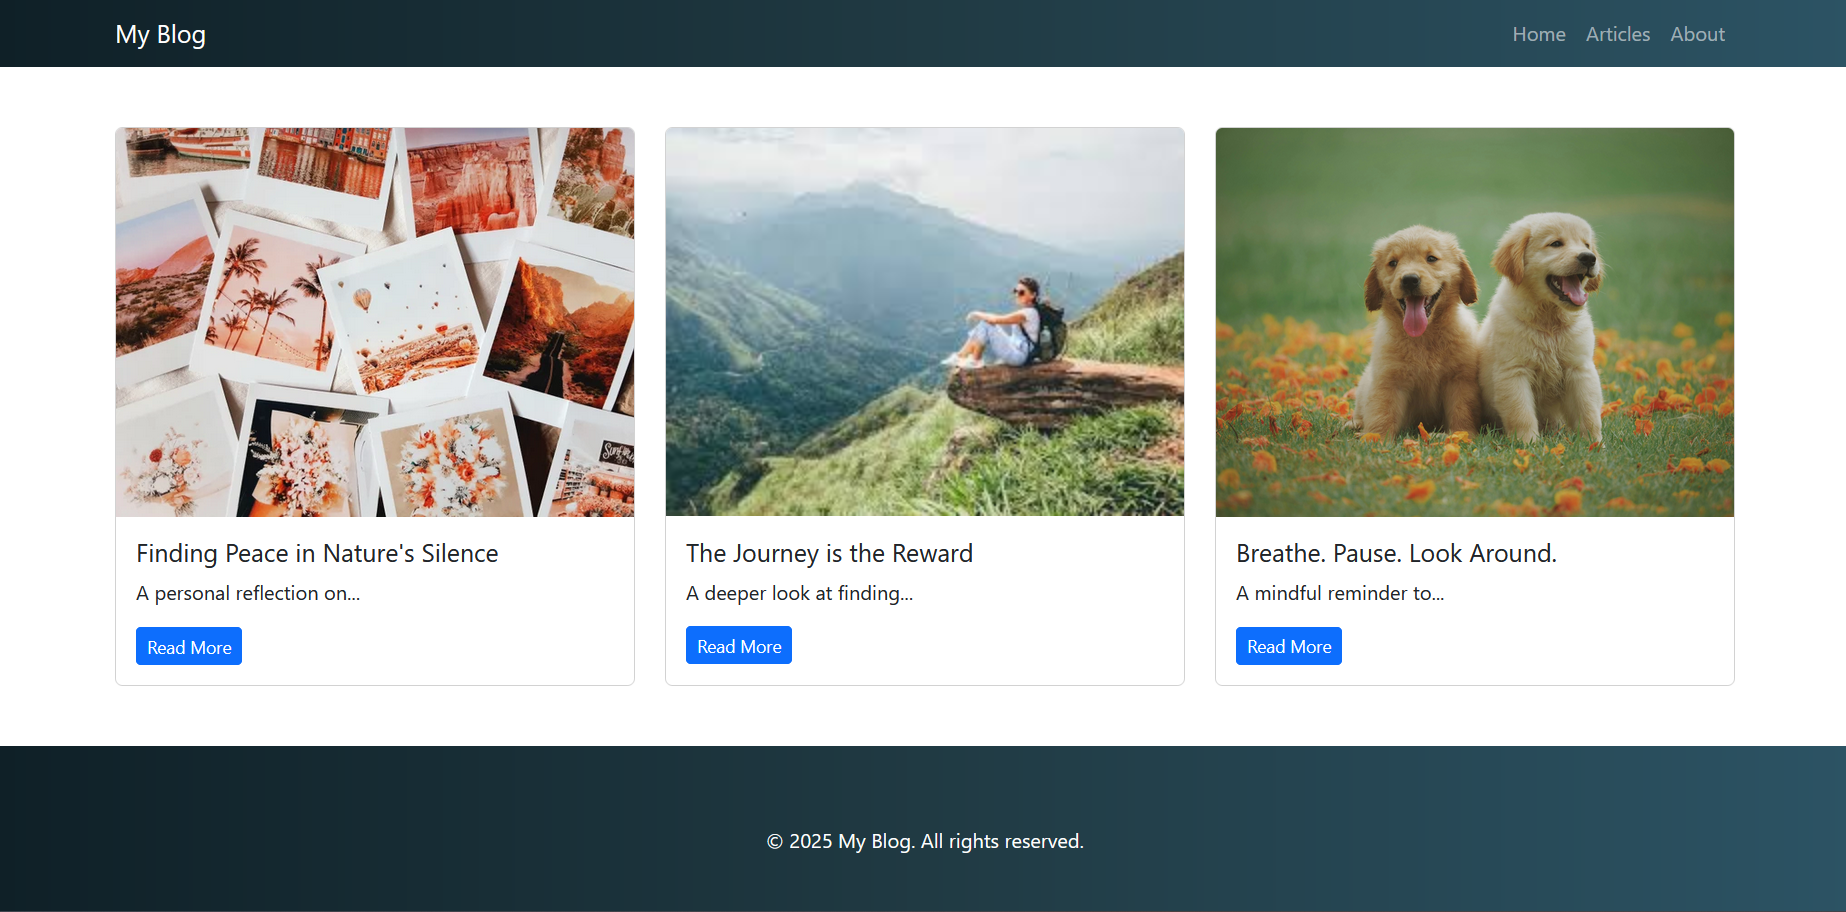 My Blog
Home Articles About
Finding Peace in Nature's Silence
A personal reflection on...
Read More
The Journey is the Reward
A deeper look at finding...
Read More
Breathe. Pause. Look Around.
A mindful reminder to...
Read More
© 2025 My Blog. All rights reserved.